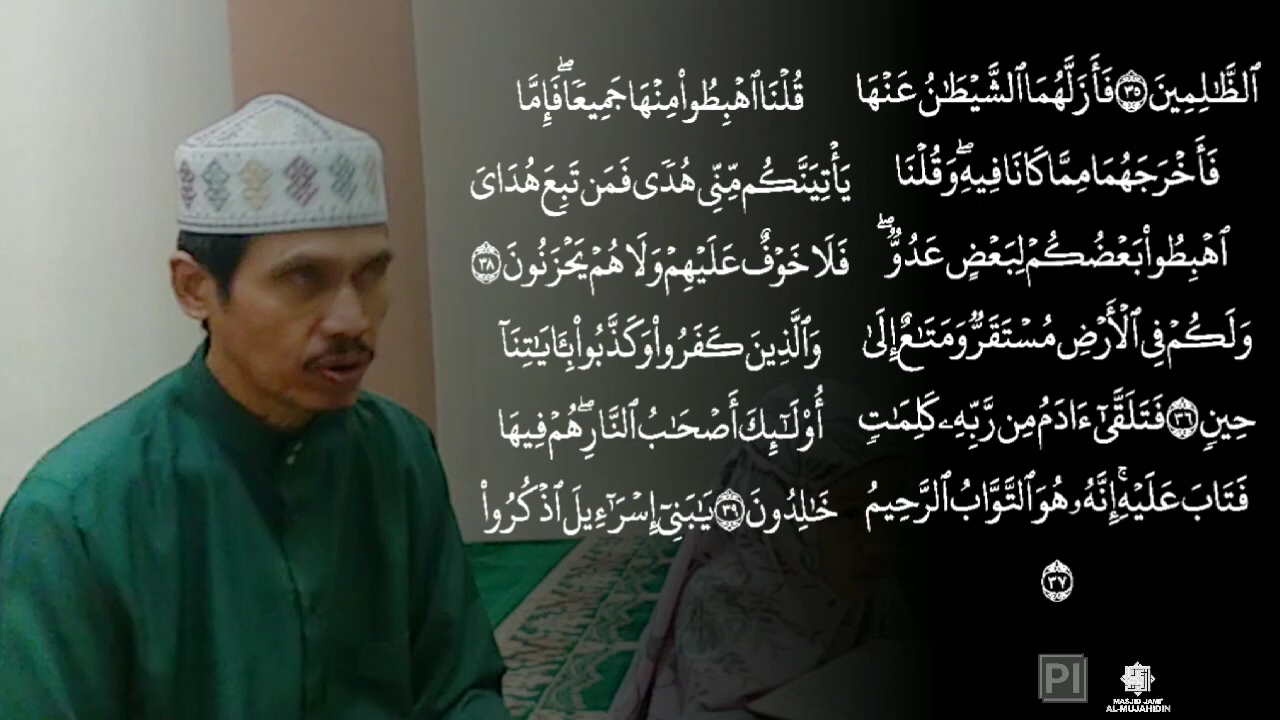 ٱلظَّـٰلِمِينَ ٣٥ فَأَزَلَّهُمَا ٱلشَّيْطَـٰنُ عَنْهَا
فَأَخْرَجَهُمَا مِمَّا كَانَا فِيهِ ۖ وَقُلْنَا
ٱهْبِطُوا۟ بَعْضُكُمْ لِبَعْضٍ عَدُوٌّ ۖ
وَلَكُمْ فِى ٱلْأَرْضِ مُسْتَقَرٌّ وَمَتَـٰعٌ إِلَىٰ
حِينٍ ٣٦ فَتَلَقَّىٰٓ ءَادَمُ مِن رَّبِّهِۦ كَلِمَـٰتٍ
فَتَابَ عَلَيْهِ ۚ إِنَّهُۥ هُوَ ٱلتَّوَّابُ ٱلرَّحِيمُ
٣٧
قُلْنَا ٱهْبِطُوا۟ مِنْهَا جَمِيعًا ۖ فَإِمَّا
يَأْتِيَنَّكُم مِّنِّى هُدًى فَمَن تَبِعَ هُدَاىَ
فَلَا خَوْفٌ عَلَيْهِمْ وَلَا هُمْ يَحْزَنُونَ ٣٨
وَٱلَّذِينَ كَفَرُوا۟ وَكَذَّبُوا۟ بِـَٔايَـٰتِنَآ
أُو۟لَـٰٓئِكَ أَصْحَـٰبُ ٱلنَّارِ ۖ هُمْ فِيهَا
خَـٰلِدُونَ ٣٩ يَـٰبَنِىٓ إِسْرَٰٓءِيلَ ٱذْكُرُوا۟
PI
MASJID JAMI'
AL-MUJAHIDIN